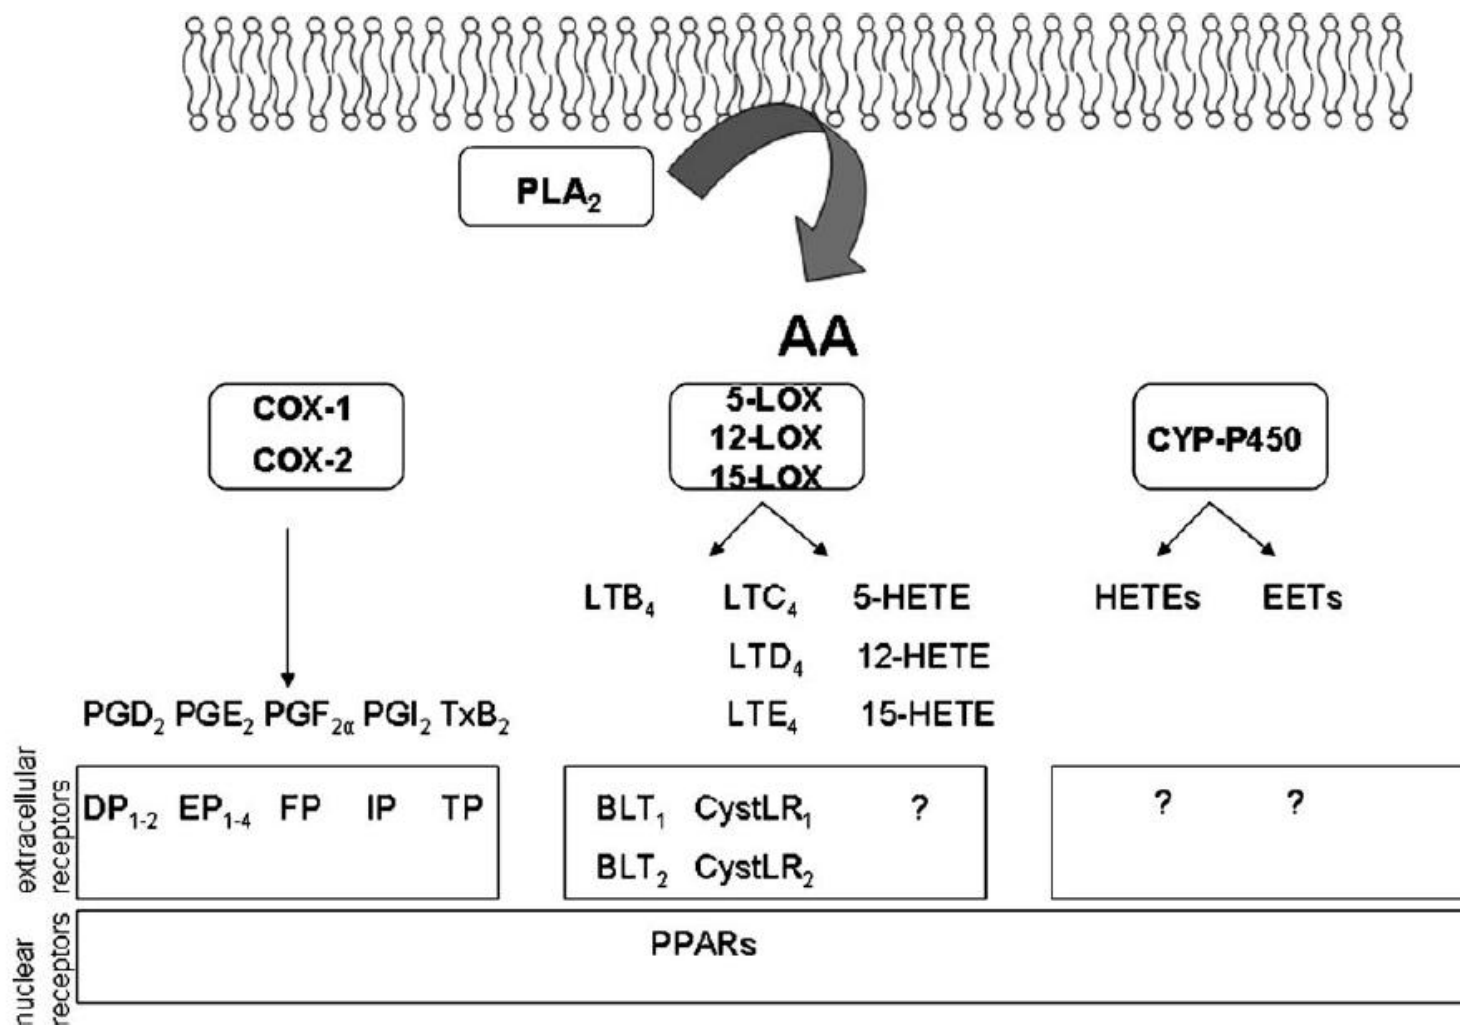 PLA₂
AA
COX-1
COX-2
5-LOX
12-LOX
15-LOX
CYP-P450
LTB₄ LTC₄ 5-HETE
LTD₄ 12-HETE
LTE₄ 15-HETE
HETEs EETs
PGD₂ PGE₂ PGF₂α PGI₂ TxB₂
extracellular
receptors
DP₁₋₂ EP₁₋₄ FP IP TP
BLT₁ CystLR₁ ?
BLT₂ CystLR₂
? ?
nuclear
receptors
PPARs